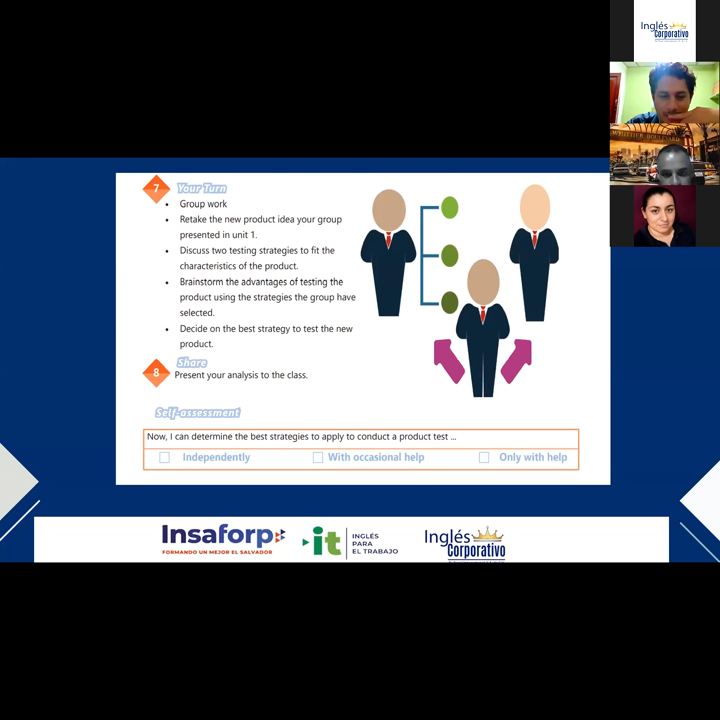 Inglés
Corporativo
7 Your Turn
• Group work
• Retake the new product idea your group
presented in unit 1.
• Discuss two testing strategies to fit the
characteristics of the product.
• Brainstorm the advantages of testing the
product using the strategies the group have
selected.
• Decide on the best strategy to test the new
product.
8 Share
Present your analysis to the class.
Self-assessment
Now, I can determine the best strategies to apply to conduct a product test ...
Independently With occasional help Only with help
Insaforp
FORMANDO UN MEJOR EL SALVADOR
it
INGLÉS
PARA
EL TRABAJO
Inglés
Corporativo